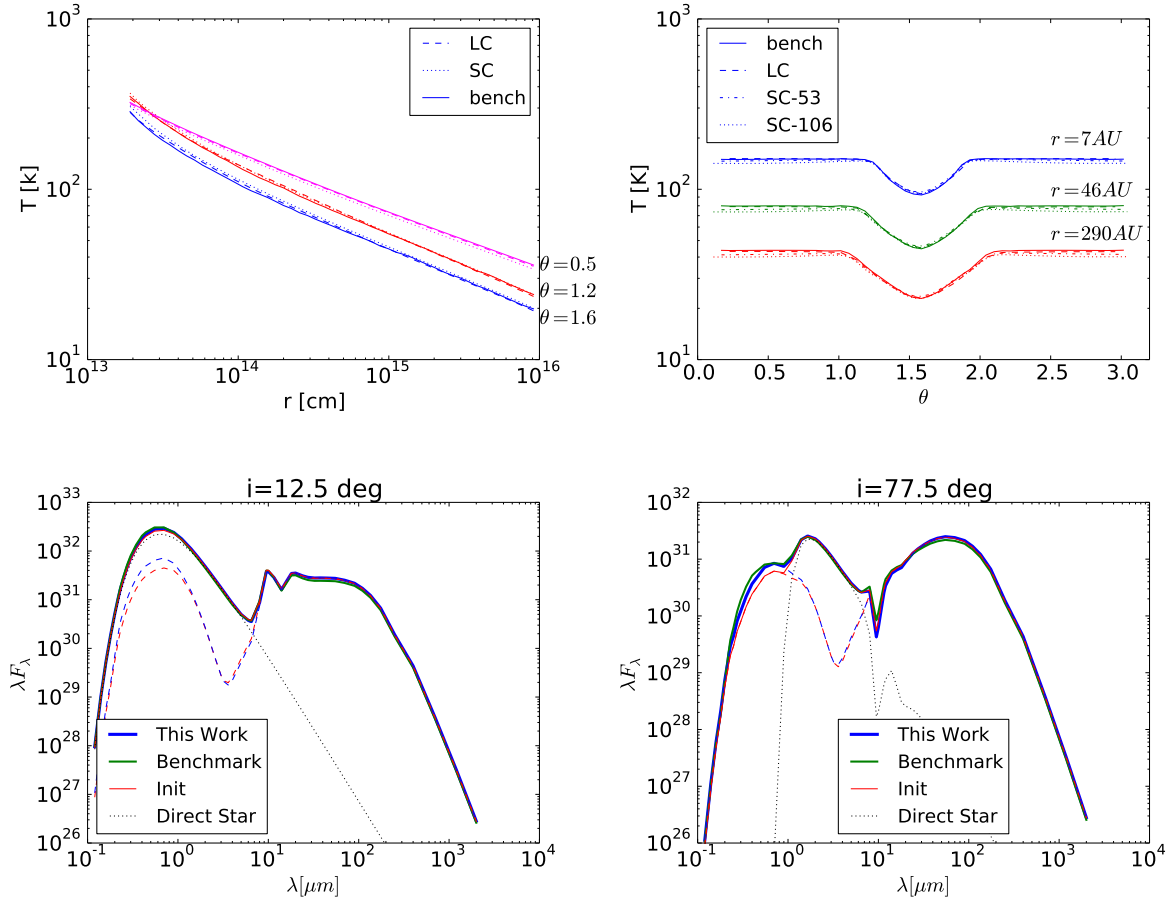 10^3
10^2
10^1
T [k]
10^13
10^14
10^15
10^16
r [cm]
LC
SC
bench
θ=0.5
θ=1.2
θ=1.6
10^3
10^2
10^1
T [K]
0.0 0.5 1.0 1.5 2.0 2.5 3.0
θ
bench
LC
SC-53
SC-106
r=7AU
r=46AU
r=290AU
i=12.5 deg
10^33
10^32
10^31
10^30
10^29
10^28
10^27
10^26
λF_λ
10^-1 10^0 10^1 10^2 10^3 10^4
λ[μm]
This Work
Benchmark
Init
Direct Star
i=77.5 deg
10^32
10^31
10^30
10^29
10^28
10^27
10^26
λF_λ
10^-1 10^0 10^1 10^2 10^3 10^4
λ[μm]
This Work
Benchmark
Init
Direct Star